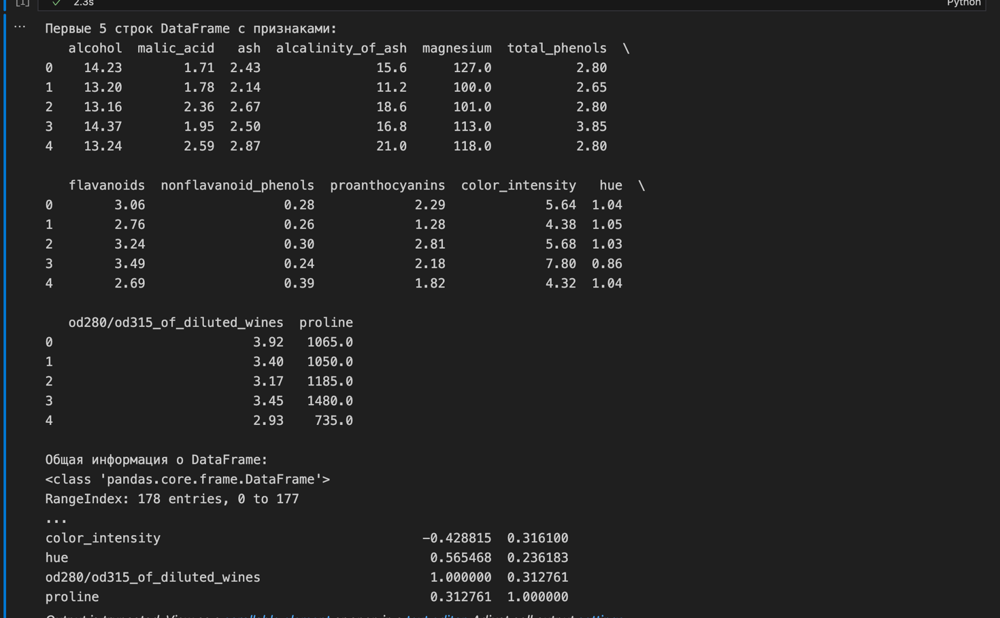 [1] ✓ 2.3s Python
... Первые 5 строк DataFrame с признаками:
alcohol malic_acid ash alcalinity_of_ash magnesium total_phenols \
0 14.23 1.71 2.43 15.6 127.0 2.80
1 13.20 1.78 2.14 11.2 100.0 2.65
2 13.16 2.36 2.67 18.6 101.0 2.80
3 14.37 1.95 2.50 16.8 113.0 3.85
4 13.24 2.59 2.87 21.0 118.0 2.80
flavanoids nonflavanoid_phenols proanthocyanins color_intensity hue \
0 3.06 0.28 2.29 5.64 1.04
1 2.76 0.26 1.28 4.38 1.05
2 3.24 0.30 2.81 5.68 1.03
3 3.49 0.24 2.18 7.80 0.86
4 2.69 0.39 1.82 4.32 1.04
od280/od315_of_diluted_wines proline
0 3.92 1065.0
1 3.40 1050.0
2 3.17 1185.0
3 3.45 1480.0
4 2.93 735.0
Общая информация о DataFrame:
<class 'pandas.core.frame.DataFrame'>
RangeIndex: 178 entries, 0 to 177
...
color_intensity -0.428815 0.316100
hue 0.565468 0.236183
od280/od315_of_diluted_wines 1.000000 0.312761
proline 0.312761 1.000000